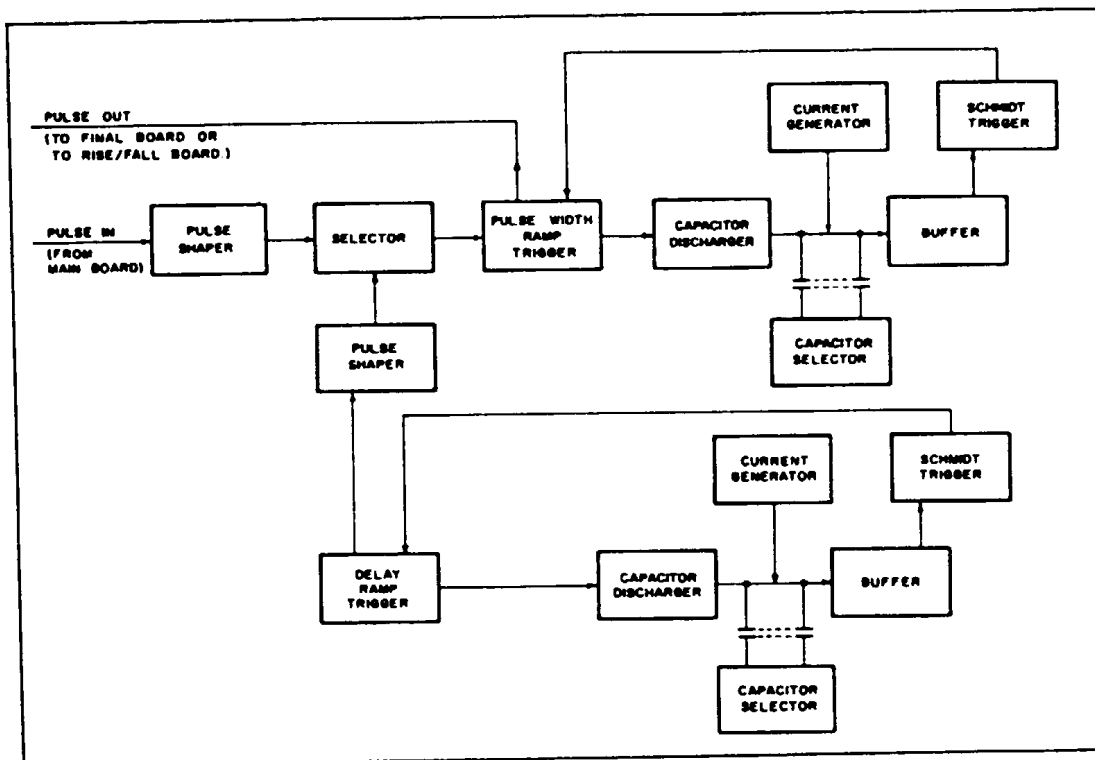 PULSE OUT
(TO FINAL BOARD OR
TO RISE/FALL BOARD.)
CURRENT
GENERATOR
SCHMIDT
TRIGGER
PULSE IN
(FROM
MAIN BOARD)
PULSE
SHAPER
SELECTOR
PULSE WIDTH
RAMP
TRIGGER
CAPACITOR
DISCHARGER
BUFFER
PULSE
SHAPER
CAPACITOR
SELECTOR
CURRENT
GENERATOR
SCHMIDT
TRIGGER
DELAY
RAMP
TRIGGER
CAPACITOR
DISCHARGER
BUFFER
CAPACITOR
SELECTOR